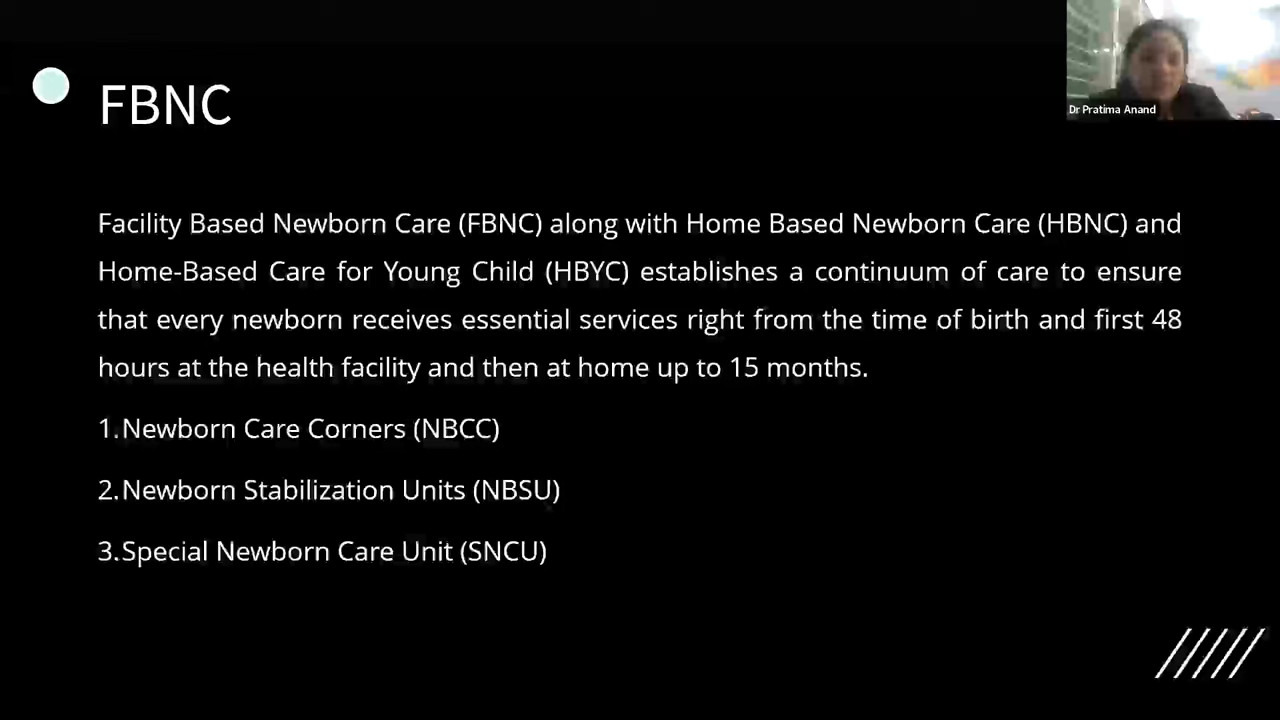 FBNC
Dr Pratima Anand
Facility Based Newborn Care (FBNC) along with Home Based Newborn Care (HBNC) and
Home-Based Care for Young Child (HBYC) establishes a continuum of care to ensure
that every newborn receives essential services right from the time of birth and first 48
hours at the health facility and then at home up to 15 months.
1.Newborn Care Corners (NBCC)
2.Newborn Stabilization Units (NBSU)
3.Special Newborn Care Unit (SNCU)